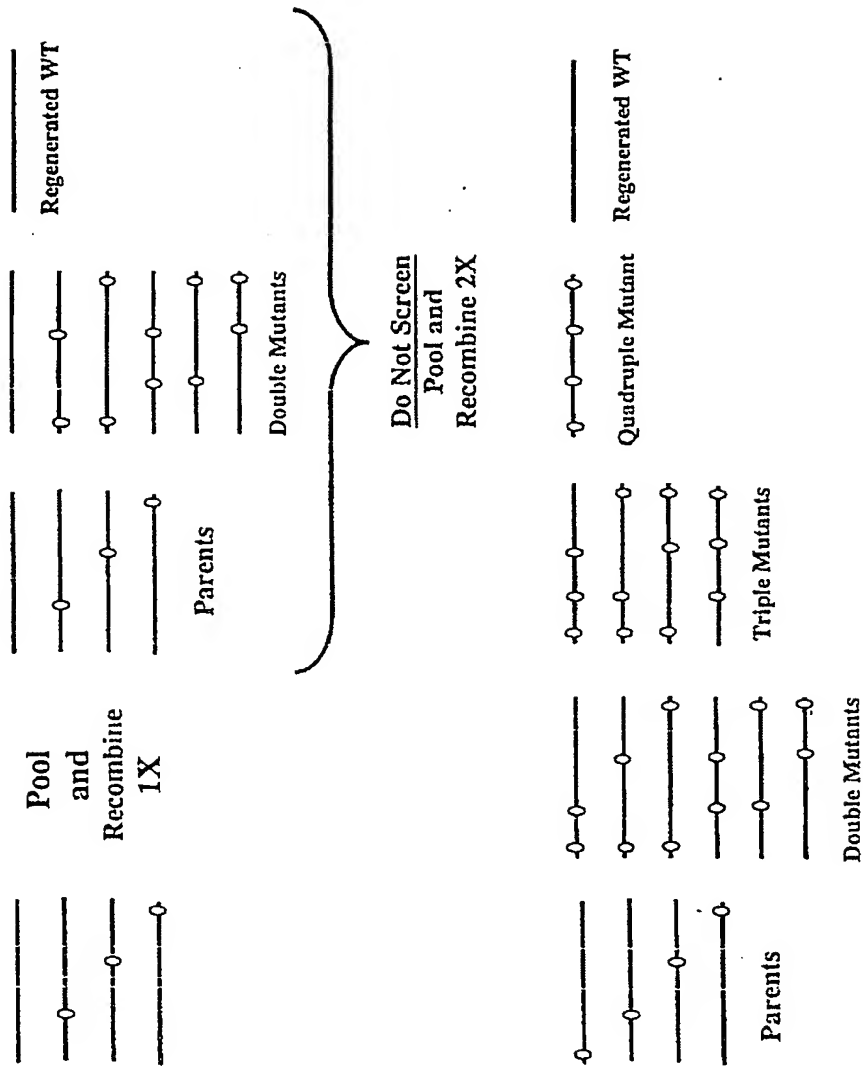 Pool
and
Recombine
1X
Parents
Double Mutants
Regenerated WT
Do Not Screen
Pool and
Recombine 2X
Parents
Double Mutants
Triple Mutants
Quadruple Mutant
Regenerated WT